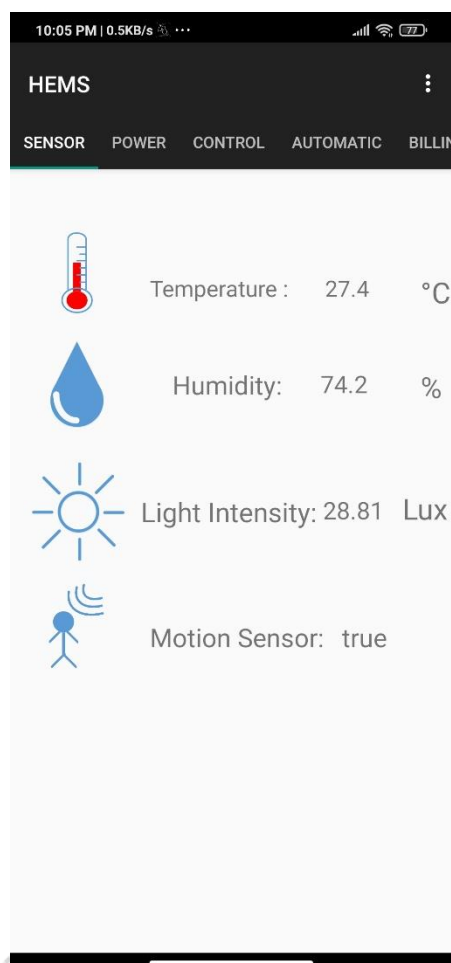 10:05 PM | 0.5KB/s ... 77
HEMS
SENSOR POWER CONTROL AUTOMATIC BILLIN
Temperature : 27.4 °C
Humidity: 74.2 %
Light Intensity: 28.81 Lux
Motion Sensor: true